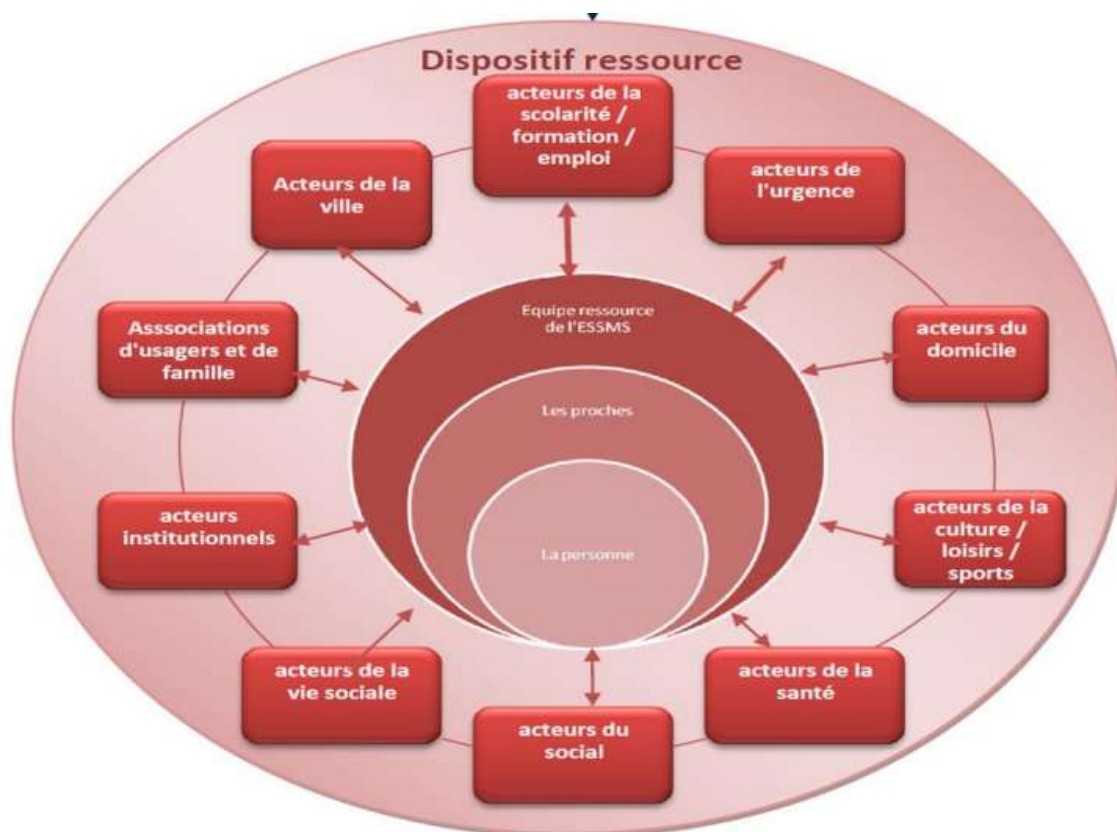 Dispositif ressource
acteurs de la
scolarité /
formation /
emploi
acteurs de
l'urgence
Acteurs de la
ville
Asssociations
d'usagers et de
famille
acteurs du
domicile
Equipe ressource
de l'ESSMS
Les proches
La personne
acteurs
institutionnels
acteurs de la
culture /
loisirs /
sports
acteurs de la
vie sociale
acteurs de la
santé
acteurs du
social